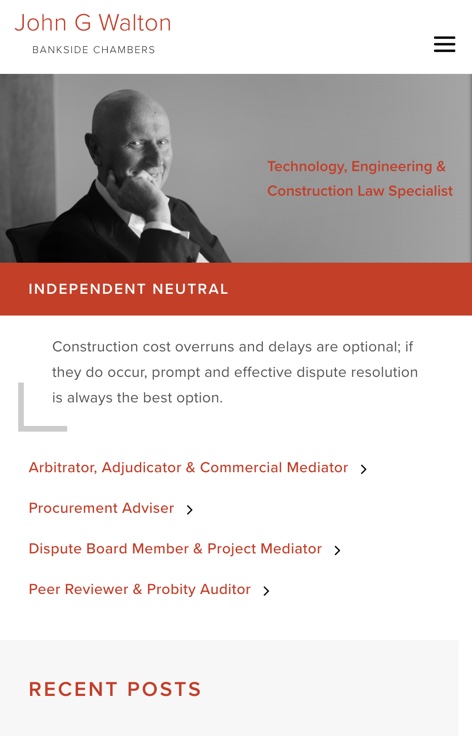 John G Walton
BANKSIDE CHAMBERS
Technology, Engineering &
Construction Law Specialist
INDEPENDENT NEUTRAL
Construction cost overruns and delays are optional; if
they do occur, prompt and effective dispute resolution
is always the best option.
Arbitrator, Adjudicator & Commercial Mediator
Procurement Adviser
Dispute Board Member & Project Mediator
Peer Reviewer & Probity Auditor
RECENT POSTS